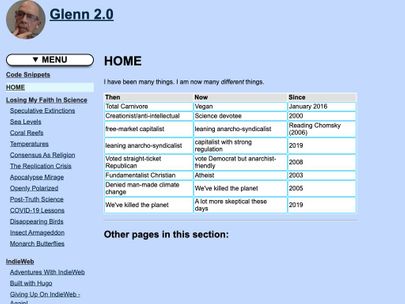 Glenn 2.0
▼ MENU
Code Snippets
HOME
Losing My Faith In Science
Speculative Extinctions
Sea Levels
Coral Reefs
Temperatures
Consensus As Religion
The Replication Crisis
Apocalypse Mirage
Openly Polarized
Post-Truth Science
COVID-19 Lessons
Disappearing Birds
Insect Armageddon
Monarch Butterflies
IndieWeb
Adventures With IndieWeb
Built with Hugo
Giving Up On IndieWeb -
Again!
HOME
I have been many things. I am now many different things.
Then Now Since
Total Carnivore Vegan January 2016
Creationist/anti-intellectual Science devotee 2000
free-market capitalist leaning anarcho-syndicalist Reading Chomsky
(2006)
leaning anarcho-syndicalist capitalist with strong
regulation 2019
Voted straight-ticket
Republican vote Democrat but anarchist-
friendly 2008
Fundamentalist Christian Atheist 2003
Denied man-made climate
change We've killed the planet 2005
We've killed the planet A lot more skeptical these
days 2019
Other pages in this section: